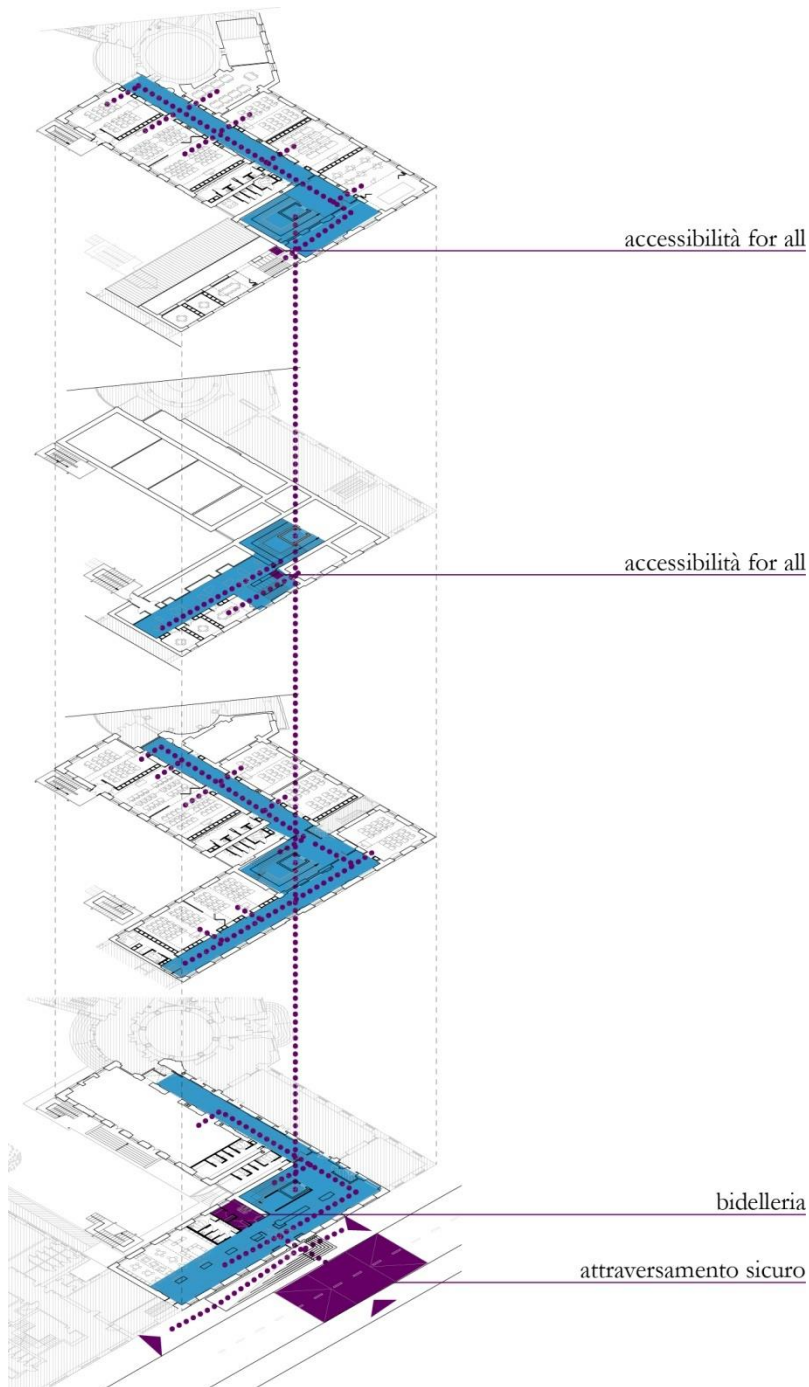 accessibilità for all
accessibilità for all
bidelleria
attraversamento sicuro